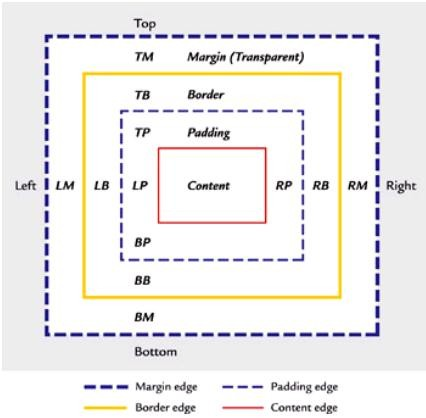 Top
TM Margin (Transparent)
TB Border
TP Padding
Left LM LB LP Content RP RB RM Right
BP
BB
BM
Bottom
Margin edge Padding edge
Border edge Content edge